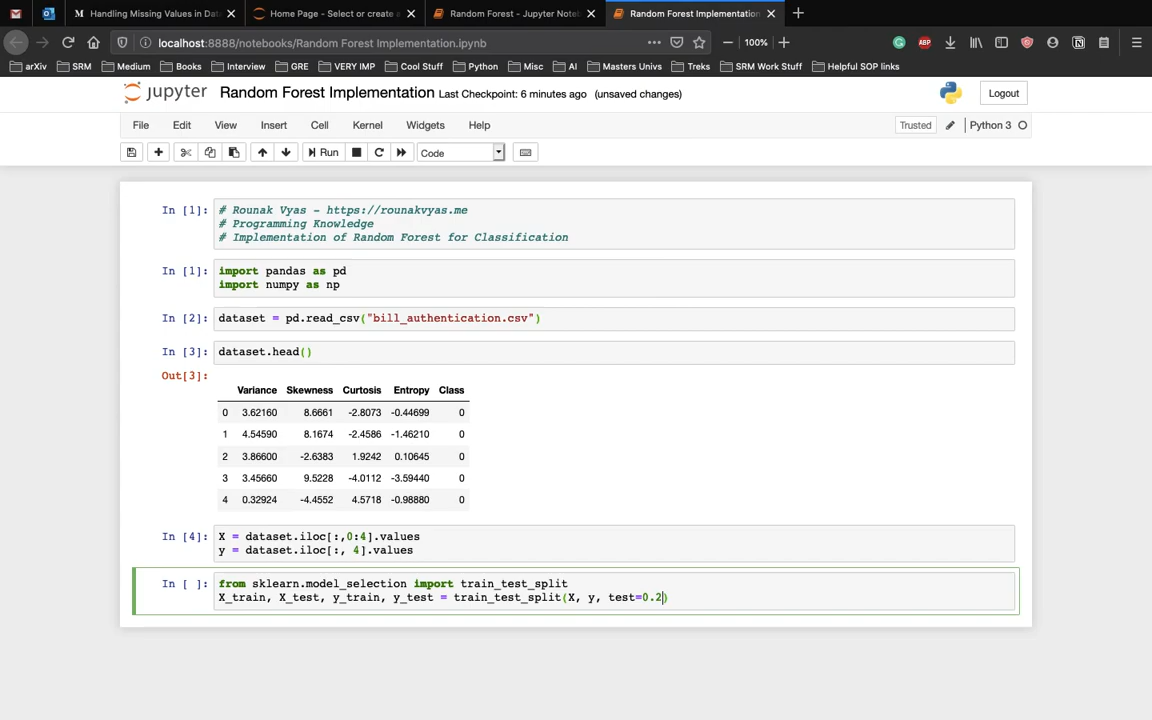 Handling Missing Values in Dat
Home Page - Select or create a
Random Forest - Jupyter Note
Random Forest Implementation
localhost:8888/notebooks/Random Forest Implementation.ipynb
100%
arXiv SRM Medium Books Interview GRE VERY IMP Cool Stuff Python Misc AI Masters Univs Treks SRM Work Stuff Helpful SOP links
jupyter Random Forest Implementation Last Checkpoint: 6 minutes ago (unsaved changes)
Logout
File Edit View Insert Cell Kernel Widgets Help
Trusted Python 3
Run Code
In [1]: # Rounak Vyas - https://rounakvyas.me
# Programming Knowledge
# Implementation of Random Forest for Classification
In [1]: import pandas as pd
import numpy as np
In [2]: dataset = pd.read_csv("bill_authentication.csv")
In [3]: dataset.head()
Out[3]:
Variance Skewness Curtosis Entropy Class
0 3.62160 8.6661 -2.8073 -0.44699 0
1 4.54590 8.1674 -2.4586 -1.46210 0
2 3.86600 -2.6383 1.9242 0.10645 0
3 3.45660 9.5228 -4.0112 -3.59440 0
4 0.32924 -4.4552 4.5718 -0.98880 0
In [4]: X = dataset.iloc[:,0:4].values
y = dataset.iloc[:, 4].values
In [ ]: from sklearn.model_selection import train_test_split
X_train, X_test, y_train, y_test = train_test_split(X, y, test=0.2)